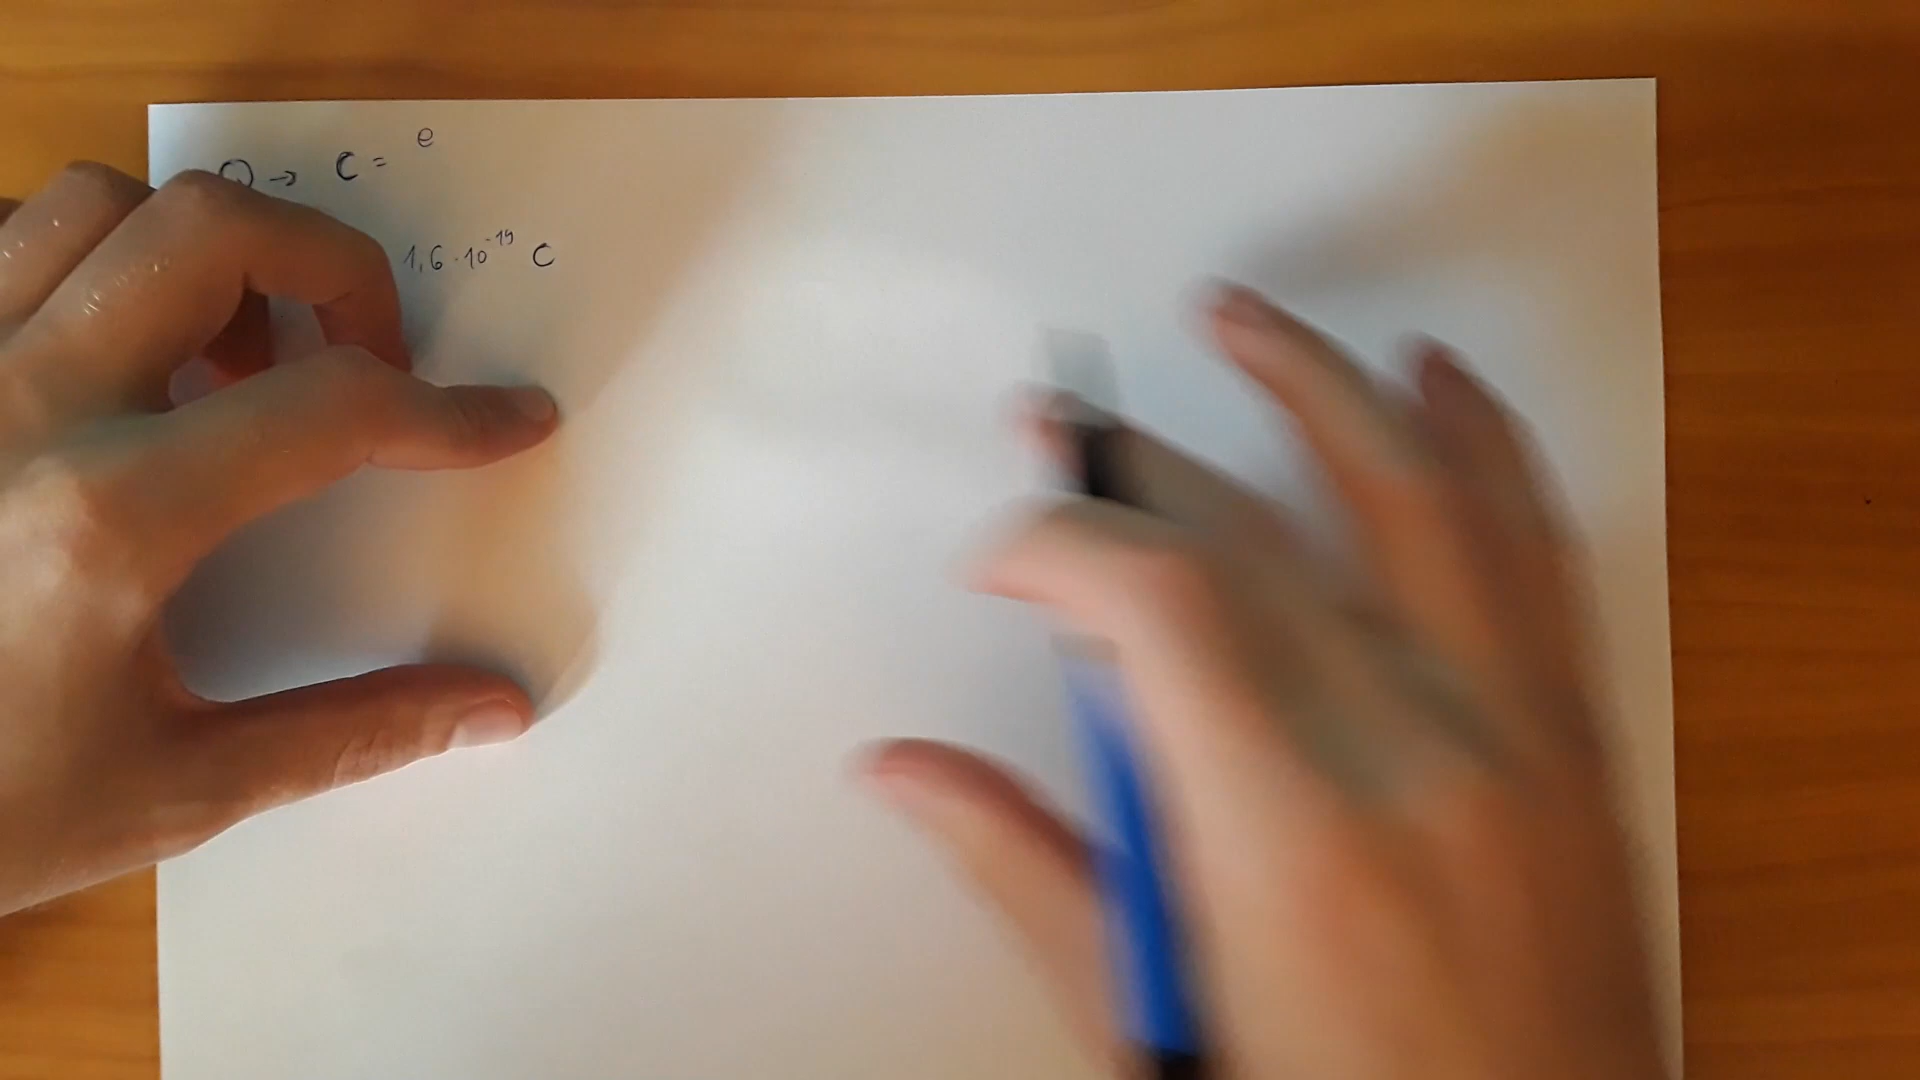 Q → C = e
1,6 · 10⁻¹⁹ C